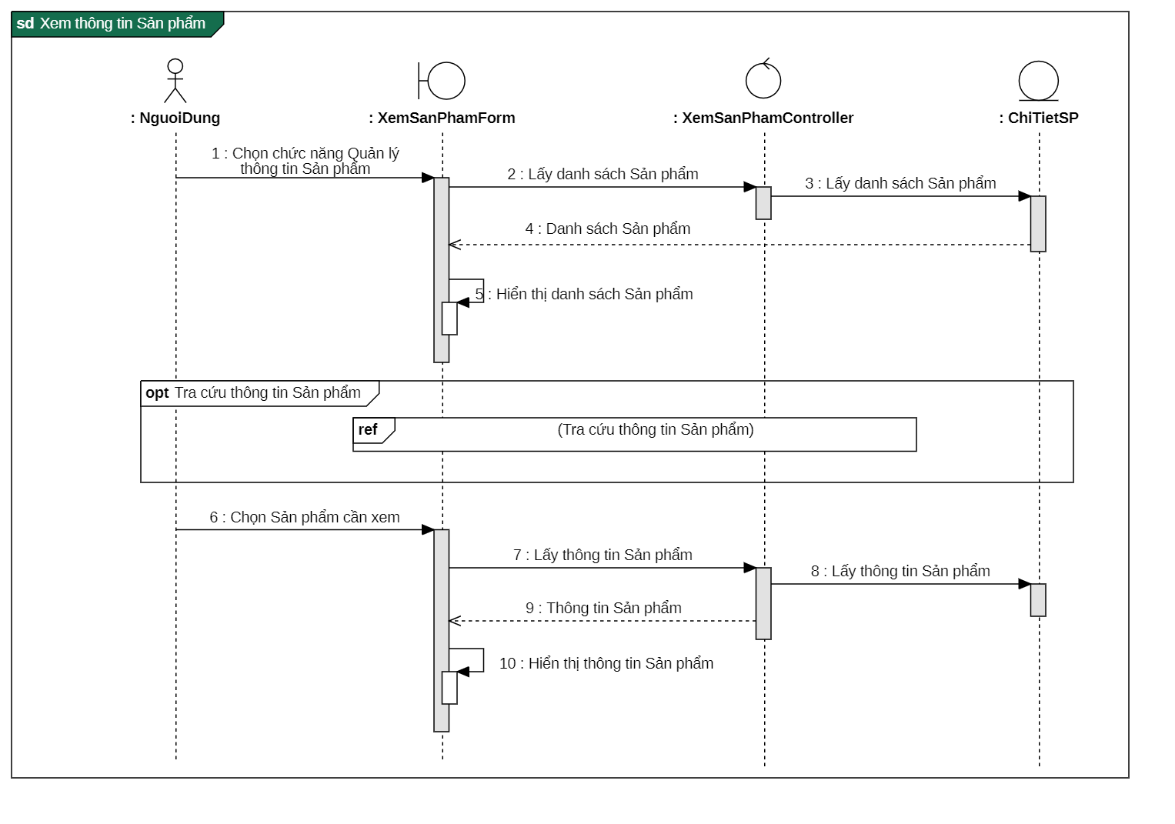 sd Xem thông tin Sản phẩm
: NguoiDung
: XemSanPhamForm
: XemSanPhamController
: ChiTietSP
1 : Chọn chức năng Quản lý
thông tin Sản phẩm
2 : Lấy danh sách Sản phẩm
3 : Lấy danh sách Sản phẩm
4 : Danh sách Sản phẩm
5 : Hiển thị danh sách Sản phẩm
opt Tra cứu thông tin Sản phẩm
ref (Tra cứu thông tin Sản phẩm)
6 : Chọn Sản phẩm cần xem
7 : Lấy thông tin Sản phẩm
8 : Lấy thông tin Sản phẩm
9 : Thông tin Sản phẩm
10 : Hiển thị thông tin Sản phẩm